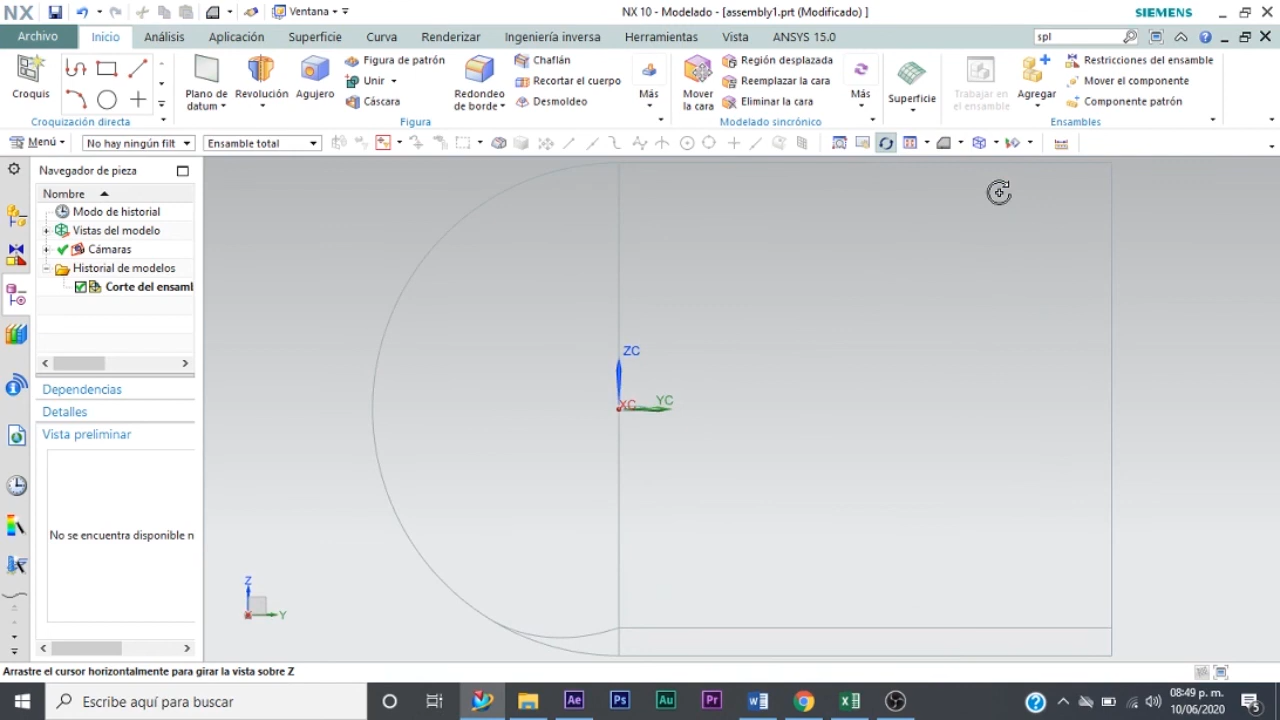 NX
Ventana
NX 10 - Modelado - [assembly1.prt (Modificado) ]
SIEMENS
Archivo
Inicio
Análisis
Aplicación
Superficie
Curva
Renderizar
Ingeniería inversa
Herramientas
Vista
ANSYS 15.0
spl
Croquis
Croquización directa
Plano de datum
Revolución
Agujero
Figura de patrón
Unir
Cáscara
Redondeo de borde
Chaflán
Recortar el cuerpo
Desmoldeo
Más
Figura
Mover la cara
Región desplazada
Reemplazar la cara
Eliminar la cara
Más
Modelado sincrónico
Superficie
Trabajar en el ensamble
Agregar
Restricciones del ensamble
Mover el componente
Componente patrón
Ensambles
Menú
No hay ningún filt
Ensamble total
Navegador de pieza
Nombre
Modo de historial
Vistas del modelo
Cámaras
Historial de modelos
Corte del ensaml
Dependencias
Detalles
Vista preliminar
No se encuentra disponible n
ZC
XC
YC
Z
Y
Arrastre el cursor horizontalmente para girar la vista sobre Z
Escribe aquí para buscar
Ae
Ps
Au
Pr
08:49 p. m.
10/06/2020
5